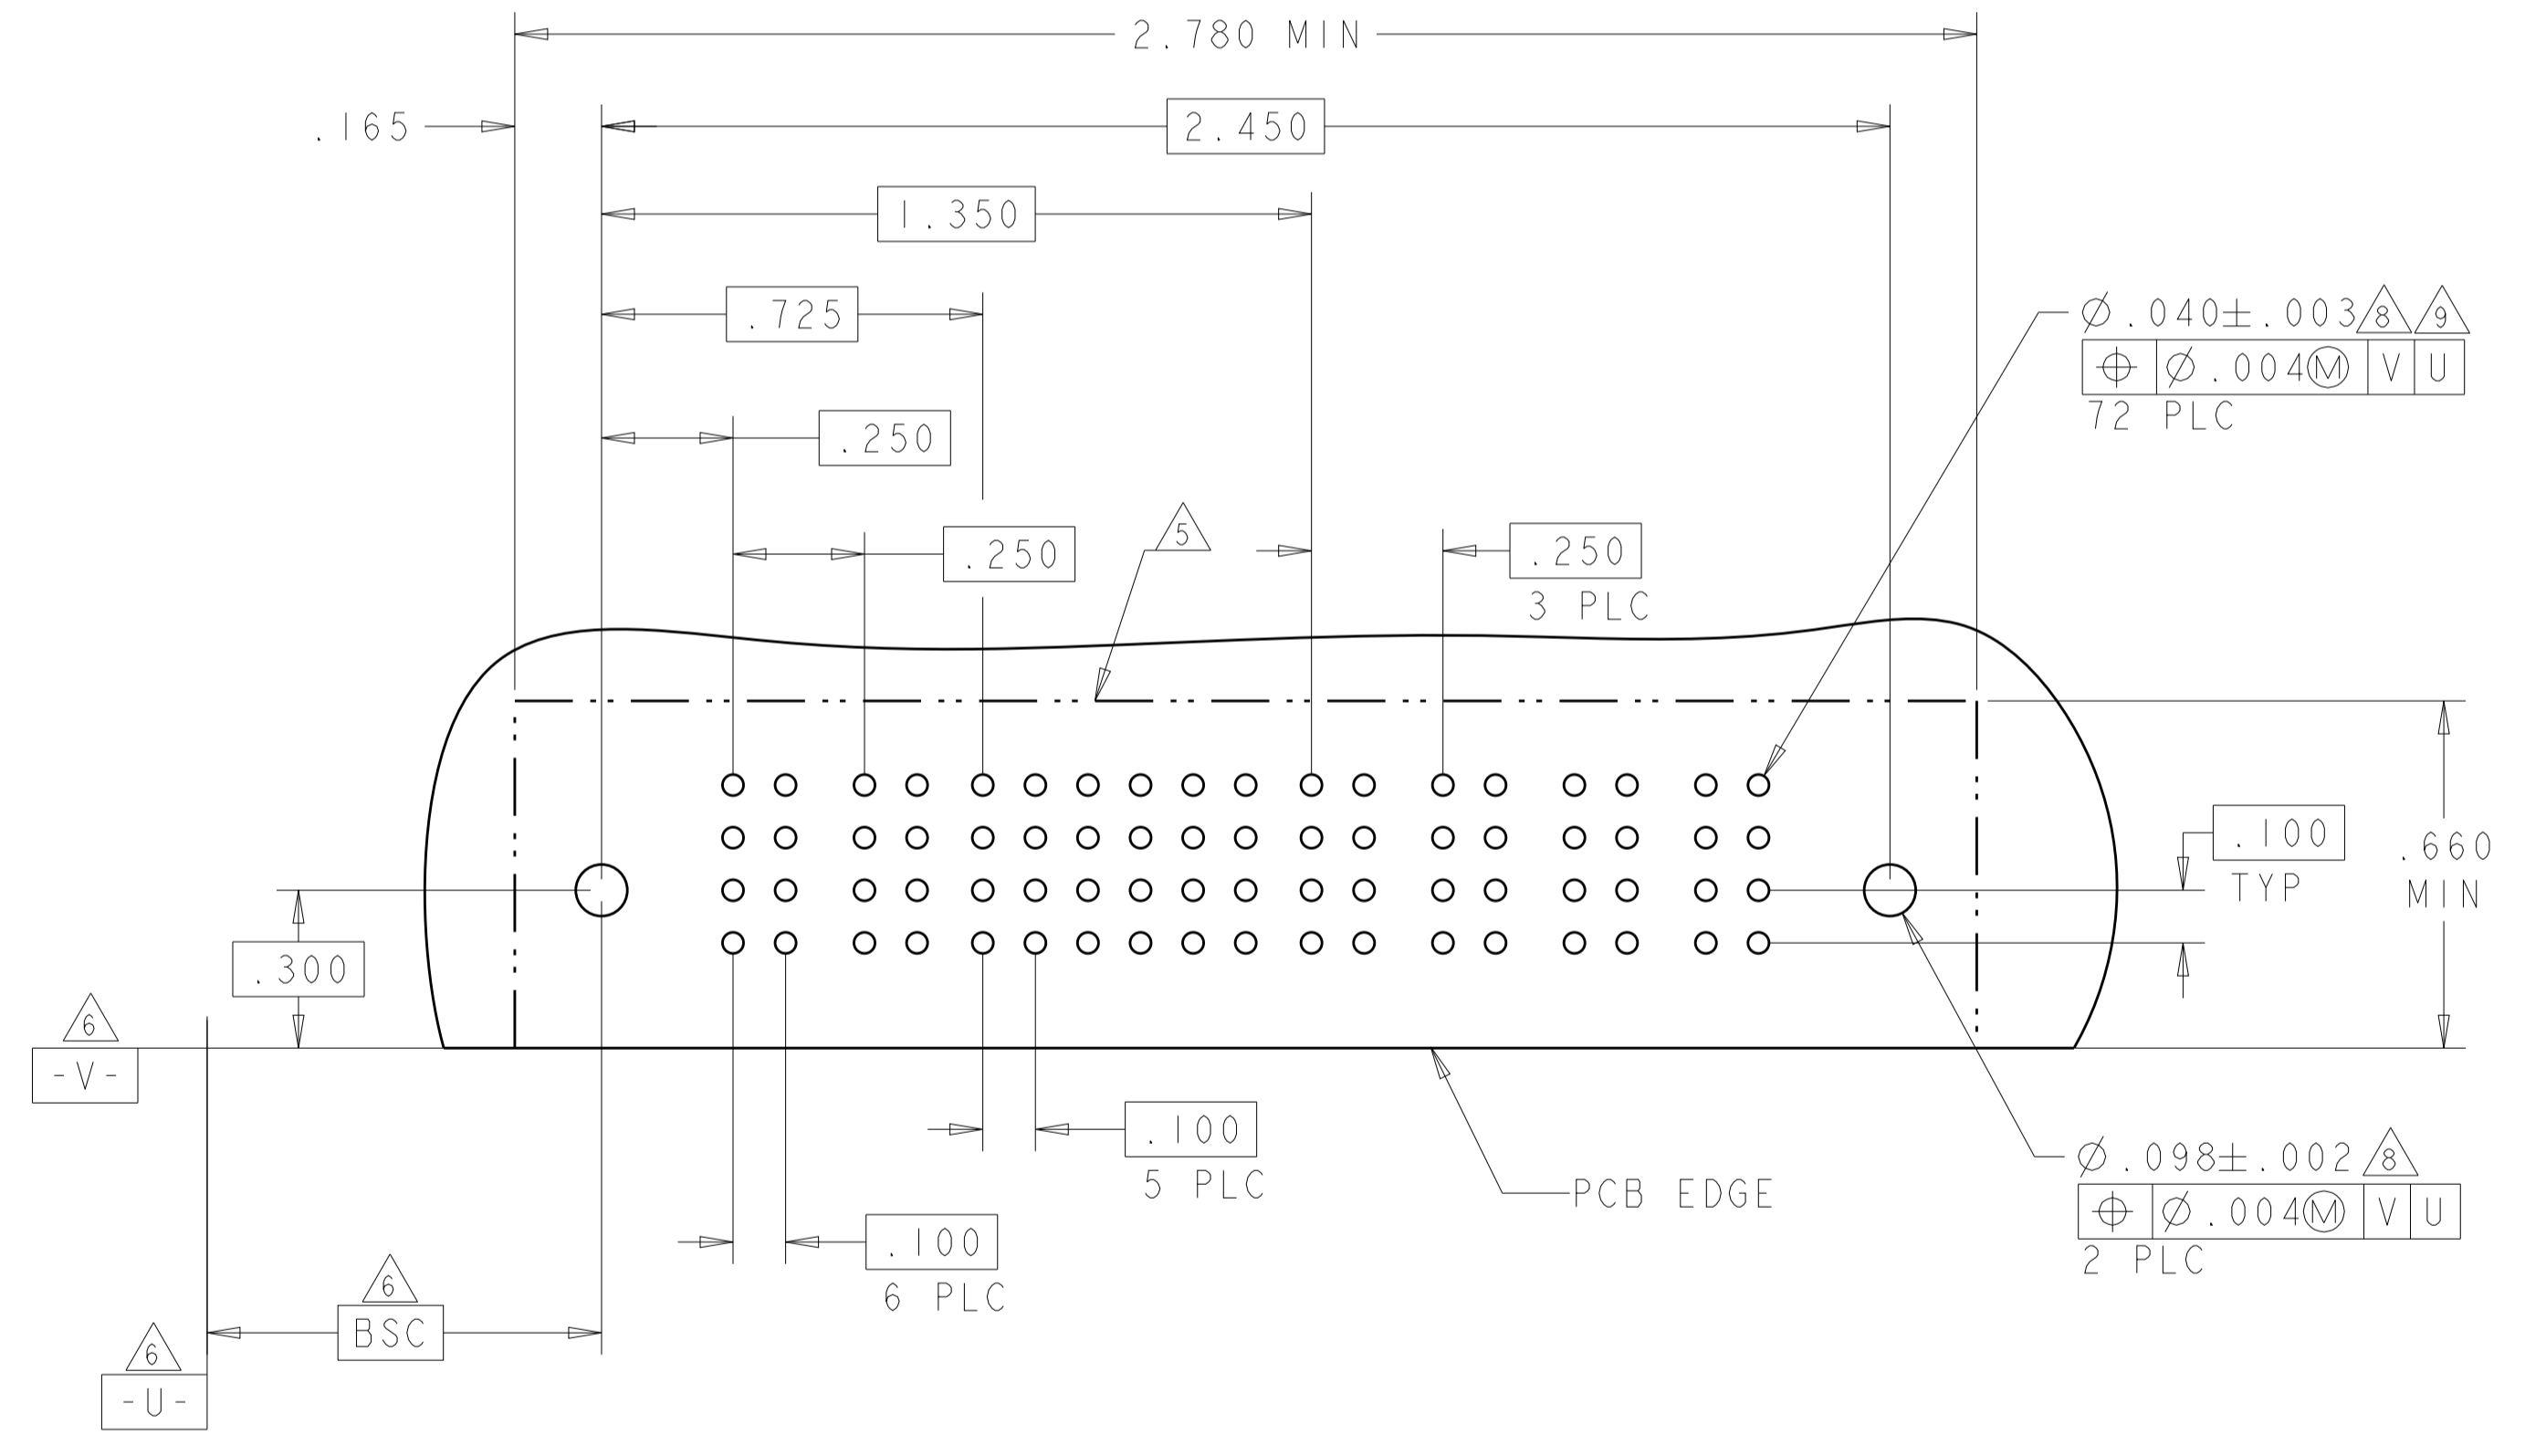 2.780 MIN
.165
2.450
1.350
.725
.250
.250
5
.250
3 PLC
⌀.040±.003 8 9
⌖ ⌀.004Ⓜ V U
72 PLC
.100
TYP
.660
MIN
.300
6
-V-
.100
5 PLC
PCB EDGE
⌀.098±.002 8
⌖ ⌀.004Ⓜ V U
2 PLC
.100
6 PLC
6
BSC
6
-U-